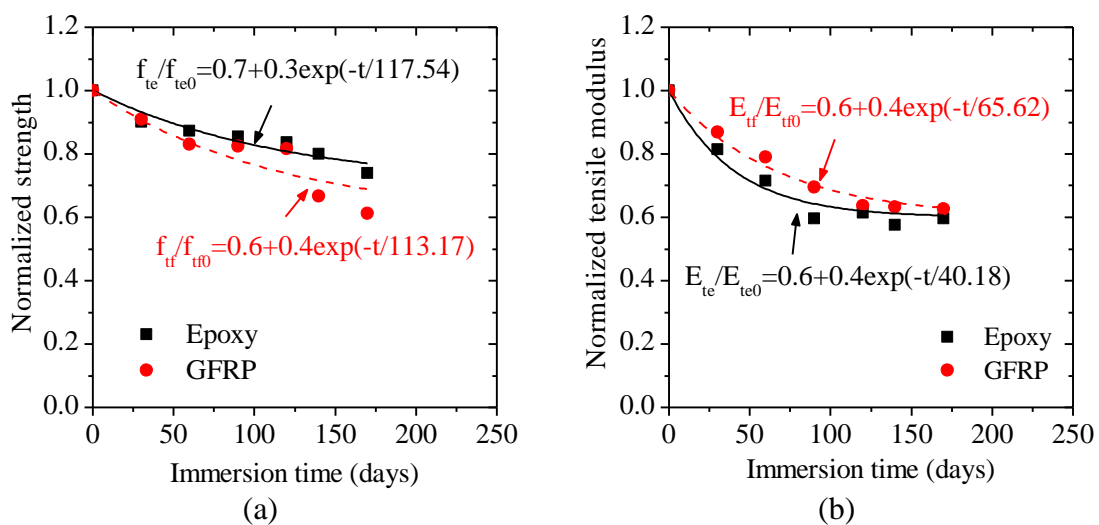 1.2
1.0
0.8
0.6
0.4
0.2
0.0
Normalized strength
f_te/f_te0=0.7+0.3exp(-t/117.54)
f_tf/f_tf0=0.6+0.4exp(-t/113.17)
Epoxy
GFRP
0 50 100 150 200 250
Immersion time (days)
(a)
1.2
1.0
0.8
0.6
0.4
0.2
0.0
Normalized tensile modulus
E_tf/E_tf0=0.6+0.4exp(-t/65.62)
E_te/E_te0=0.6+0.4exp(-t/40.18)
Epoxy
GFRP
0 50 100 150 200 250
Immersion time (days)
(b)